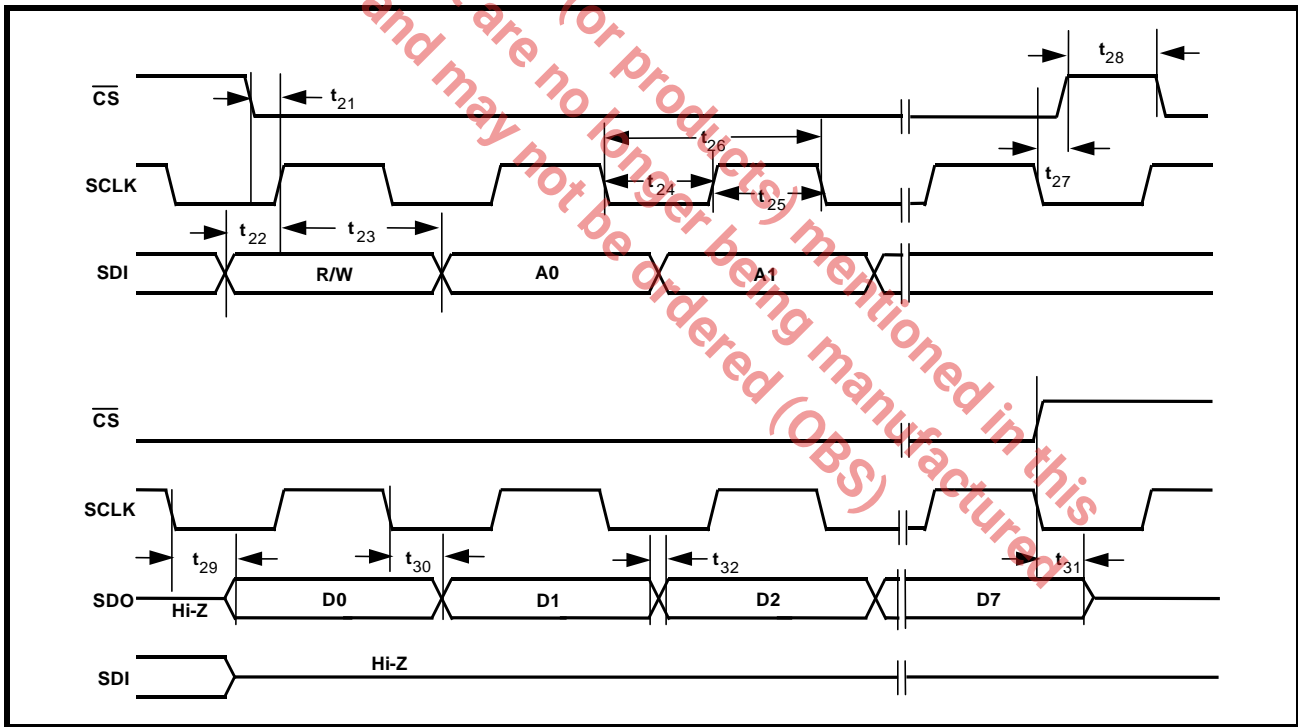 (or products) mentioned in this
are no longer being manufactured
and may not be ordered (OBS)
t28
CS
t21
t26
SCLK
t24
t25
t27
t22
t23
SDI
R/W
A0
A1
CS
SCLK
t29
t30
t32
t31
SDO
Hi-Z
D0
D1
D2
D7
SDI
Hi-Z